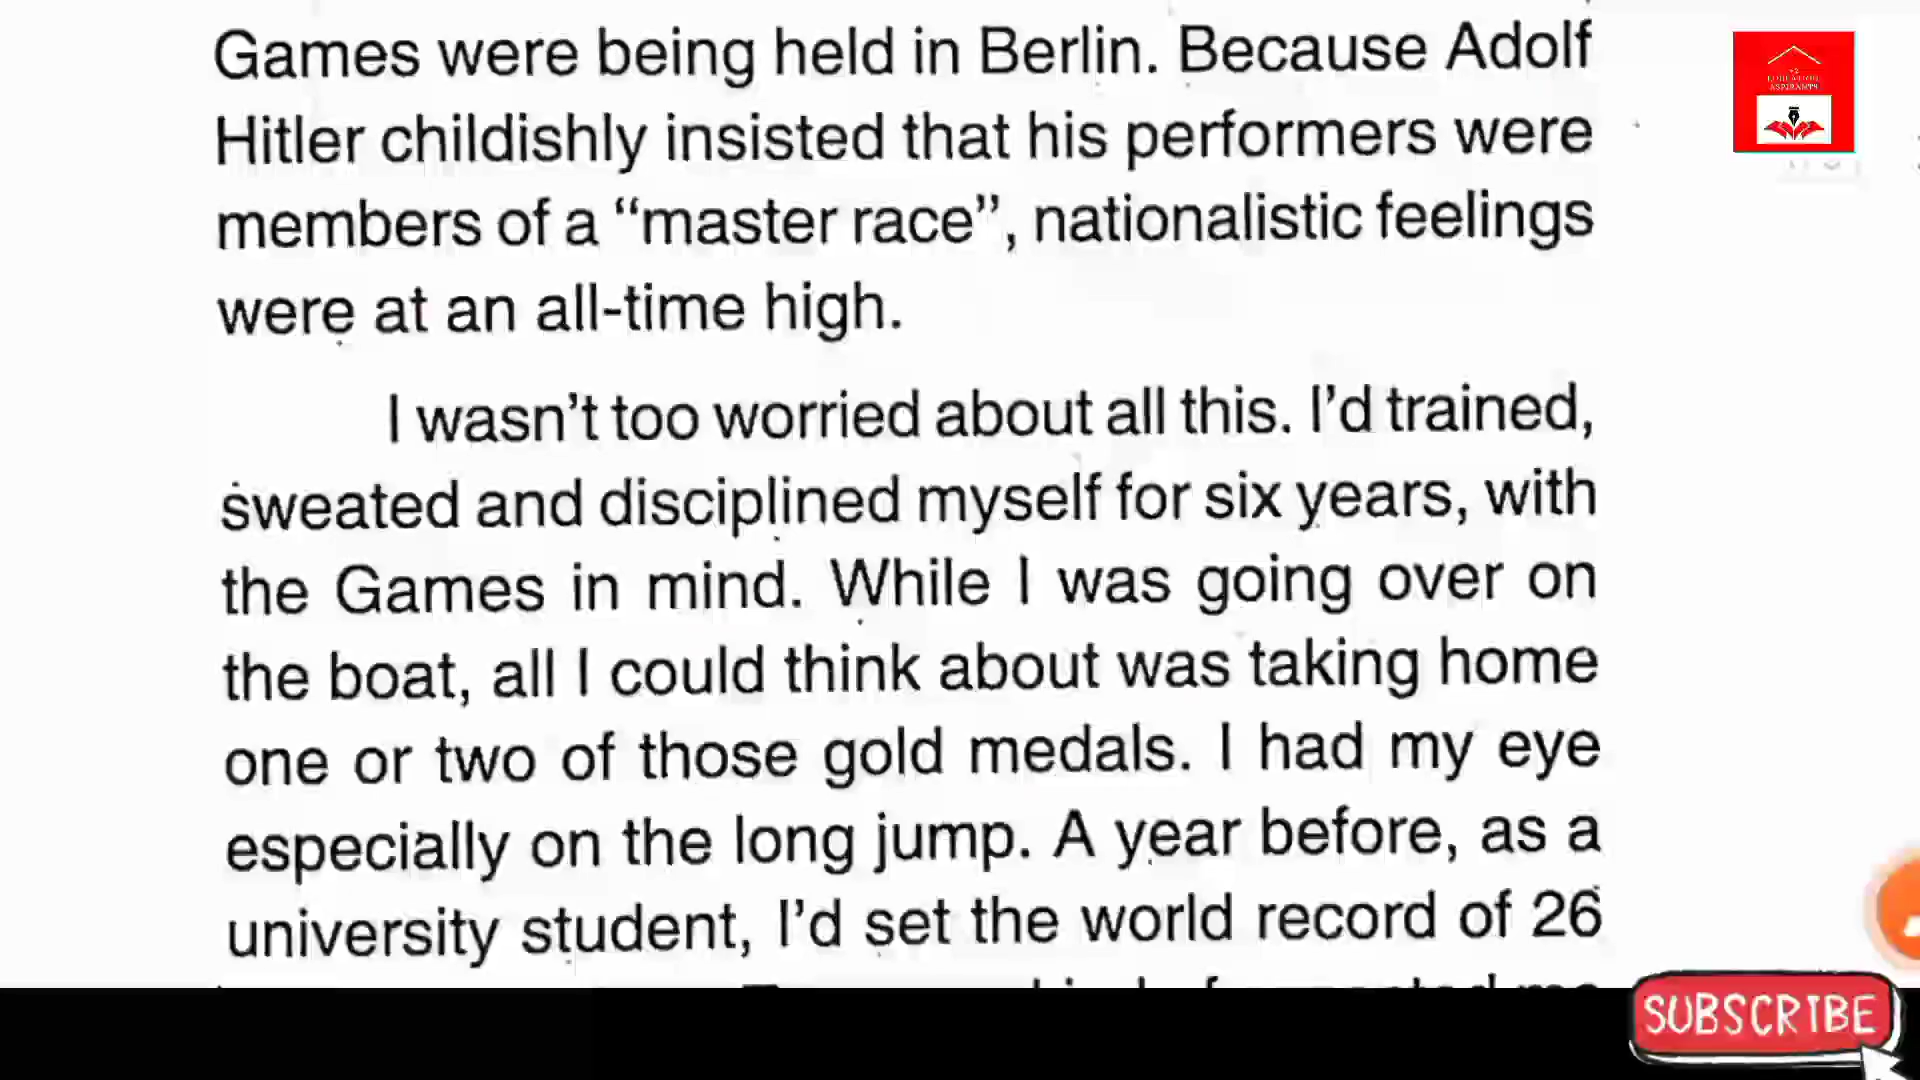 Games were being held in Berlin. Because Adolf
Hitler childishly insisted that his performers were
members of a “master race”, nationalistic feelings
were at an all-time high.
I wasn’t too worried about all this. I’d trained,
sweated and disciplined myself for six years, with
the Games in mind. While I was going over on
the boat, all I could think about was taking home
one or two of those gold medals. I had my eye
especially on the long jump. A year before, as a
university student, I’d set the world record of 26
ASPIRANTS
SUBSCRIBE